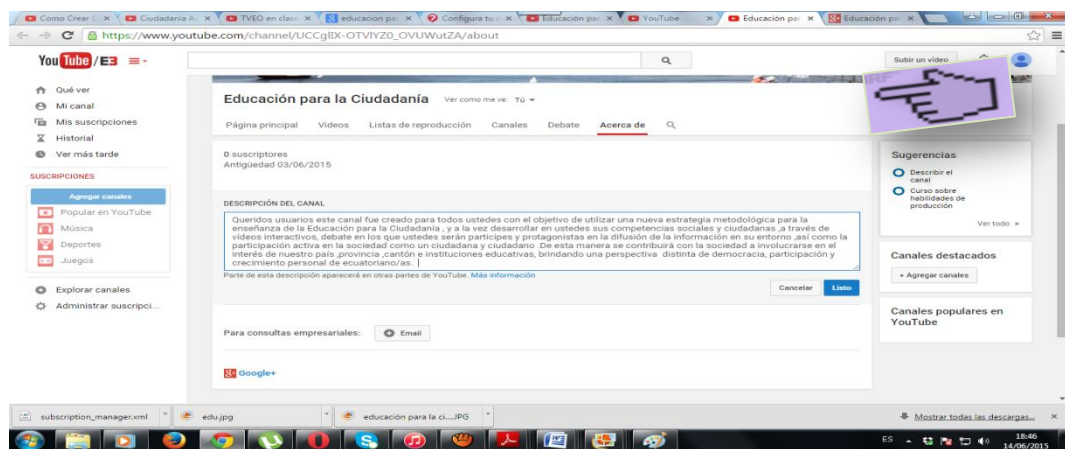 Como Crear C
Ciudadanía Ac
TVEO en clase
educacion par
Configura tu c
Educación par
YouTube
Educación par
Educación par
https://www.youtube.com/channel/UCCglIX-OTVlYZ0_OVUWutZA/about
YouTube /E3
Subir un vídeo
Qué ver
Mi canal
Mis suscripciones
Historial
Ver más tarde
SUSCRIPCIONES
Agregar canales
Popular en YouTube
Música
Deportes
Juegos
Explorar canales
Administrar suscripci...
Educación para la Ciudadanía Ver como me ve: Tú
Página principal Vídeos Listas de reproducción Canales Debate Acerca de
0 suscriptores
Antigüedad 03/06/2015
DESCRIPCIÓN DEL CANAL
Queridos usuarios este canal fue creado para todos ustedes con el objetivo de utilizar una nueva estrategia metodológica para la
enseñanza de la Educación para la Ciudadanía , y a la vez desarrollar en ustedes sus competencias sociales y ciudadanas ,a través de
vídeos interactivos, debate en los que ustedes serán partícipes y protagonistas en la difusión de la información en su entorno ,así como la
participación activa en la sociedad como un ciudadana y ciudadano .De esta manera se contribuirá con la sociedad a involucrarse en el
interés de nuestro país ,provincia ,cantón e instituciones educativas, brindando una perspectiva distinta de democracia, participación y
crecimiento personal de ecuatoriano/as.
Parte de esta descripción aparecerá en otras partes de YouTube. Más información
Cancelar Listo
Para consultas empresariales: Email
Google+
Sugerencias
Describir el
canal
Curso sobre
habilidades de
producción
Ver todo »
Canales destacados
+ Agregar canales
Canales populares en
YouTube
subscription_manager.xml
edu.jpg
educación para la ci....JPG
Mostrar todas las descargas...
ES
18:46
14/06/2015